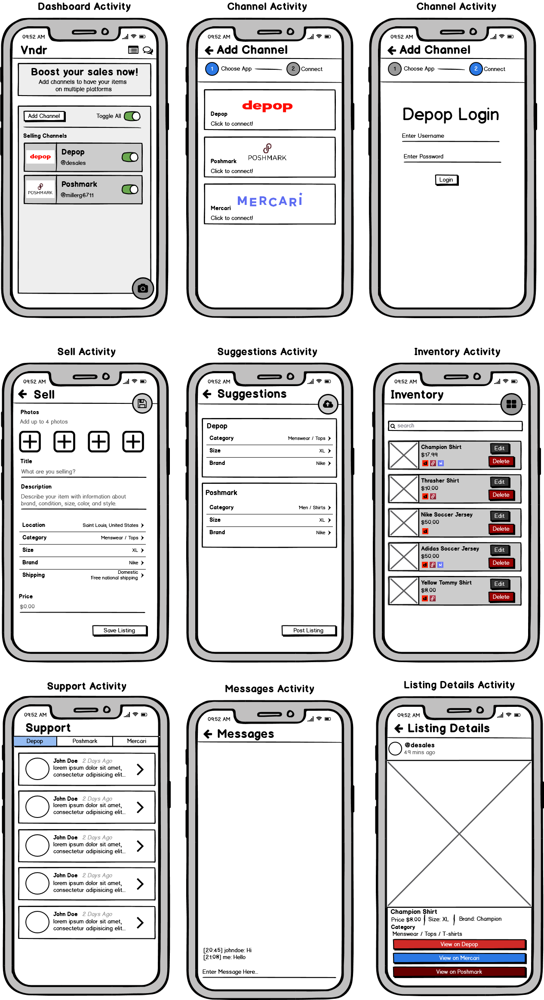 Dashboard Activity
09:52 AM
Vndr
Boost your sales now!
Add channels to have your items
on multiple platforms
Add Channel
Toggle All
Selling Channels
depop
Depop
@desales
POSHMARK
Poshmark
@millerg6711
Channel Activity
09:52 AM
Add Channel
1 Choose App
2 Connect
depop
Depop
Click to connect!
POSHMARK
Poshmark
Click to connect!
MERCARI
Mercari
Click to connect!
Channel Activity
09:52 AM
Add Channel
1 Choose App
2 Connect
Depop Login
Enter Username
Enter Password
Login
Sell Activity
09:52 AM
Sell
Photos
Add up to 4 photos
Title
What are you selling?
Description
Describe your item with information about
brand, condition, size, color, and style.
Location Saint Louis, United States
Category Menswear / Tops
Size XL
Brand Nike
Shipping Domestic
Free national shipping
Price
$0.00
Save Listing
Suggestions Activity
09:52 AM
Suggestions
Depop
Category Menswear / Tops
Size XL
Brand Nike
Poshmark
Category Men / Shirts
Size XL
Brand Nike
Post Listing
Inventory Activity
09:52 AM
Inventory
search
Champion Shirt
$17.99
Edit
Delete
Thrasher Shirt
$10.00
Edit
Delete
Nike Soccer Jersey
$50.00
Edit
Delete
Adidas Soccer Jersey
$50.00
Edit
Delete
Yellow Tommy Shirt
$8.00
Edit
Delete
Support Activity
09:52 AM
Support
Depop Poshmark Mercari
John Doe 2 Days Ago
lorem ipsum dolor sit amet,
consectetur adipisicing elit...
John Doe 2 Days Ago
lorem ipsum dolor sit amet,
consectetur adipisicing elit...
John Doe 2 Days Ago
lorem ipsum dolor sit amet,
consectetur adipisicing elit...
John Doe 2 Days Ago
lorem ipsum dolor sit amet,
consectetur adipisicing elit...
John Doe 2 Days Ago
lorem ipsum dolor sit amet,
consectetur adipisicing elit...
Messages Activity
09:52 AM
Messages
[20:45] johndoe: Hi
[21:08] me: Hello
Enter Message Here...
Listing Details Activity
09:52 AM
Listing Details
@desales
49 mins ago
Champion Shirt
Price $8.00 Size: XL Brand: Champion
Category
Menswear / Tops / T-shirts
View on Depop
View on Mercari
View on Poshmark